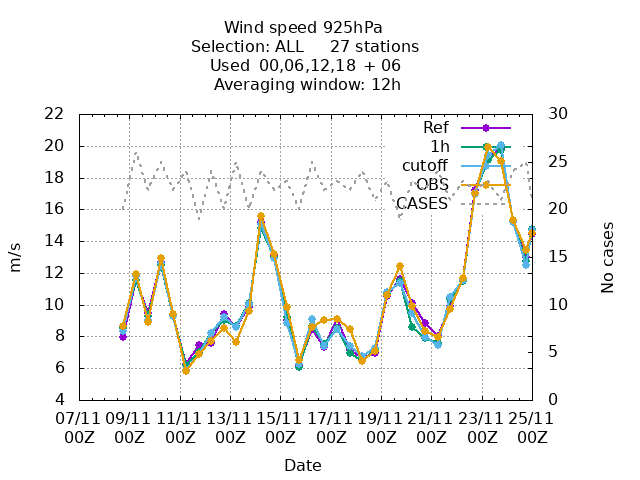 Wind speed 925hPa
Selection: ALL 27 stations
Used 00,06,12,18 + 06
Averaging window: 12h
22 30
20 25
18
16 20
14 15
12
10 10
8
6 5
4 0
m/s
No cases
Ref
1h
cutoff
OBS
CASES
07/11 09/11 11/11 13/11 15/11 17/11 19/11 21/11 23/11 25/11
00Z 00Z 00Z 00Z 00Z 00Z 00Z 00Z 00Z 00Z
Date